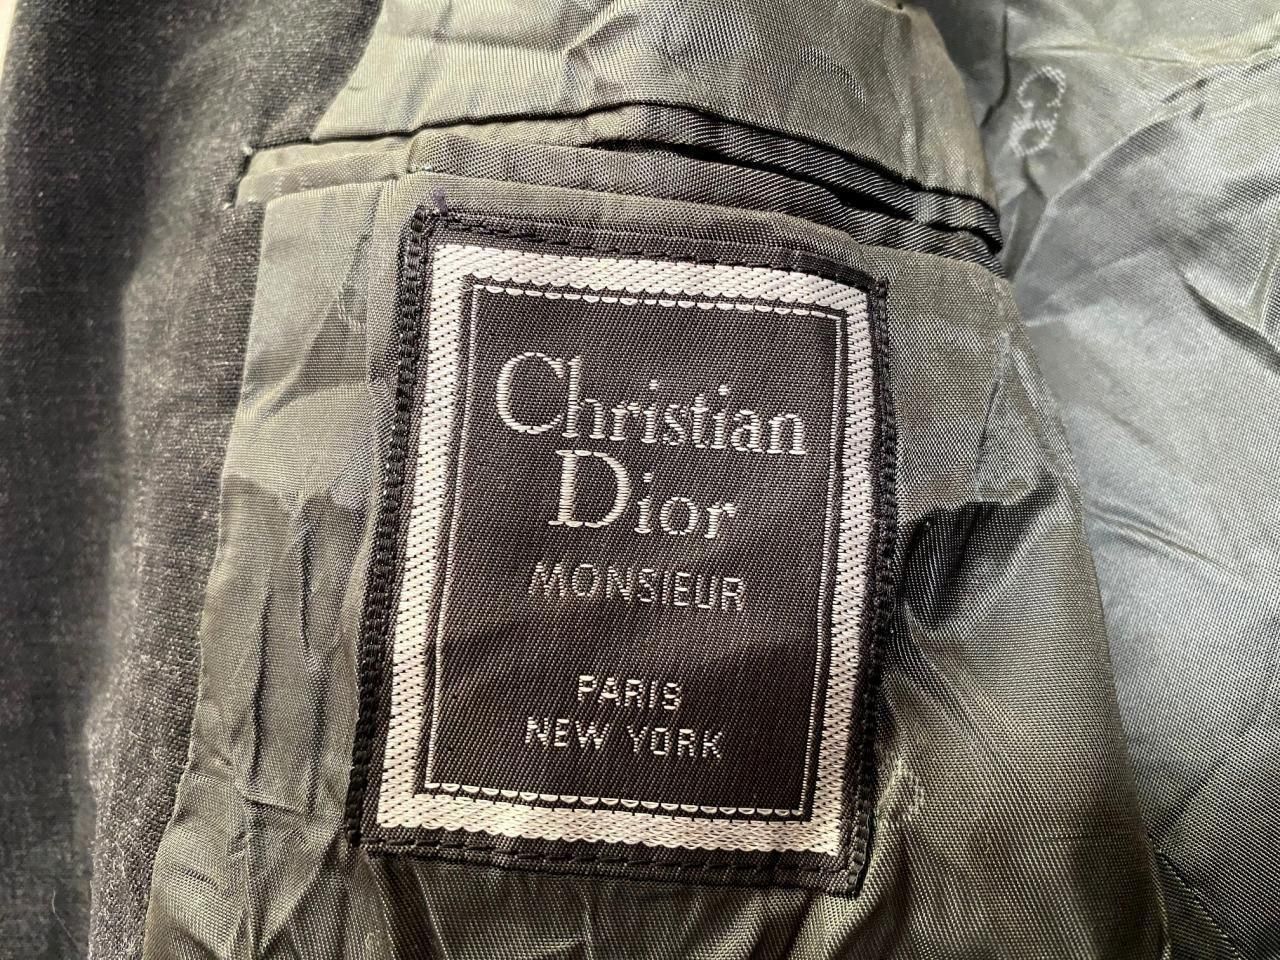 Christian
Dior
MONSIEUR
PARIS
NEW YORK